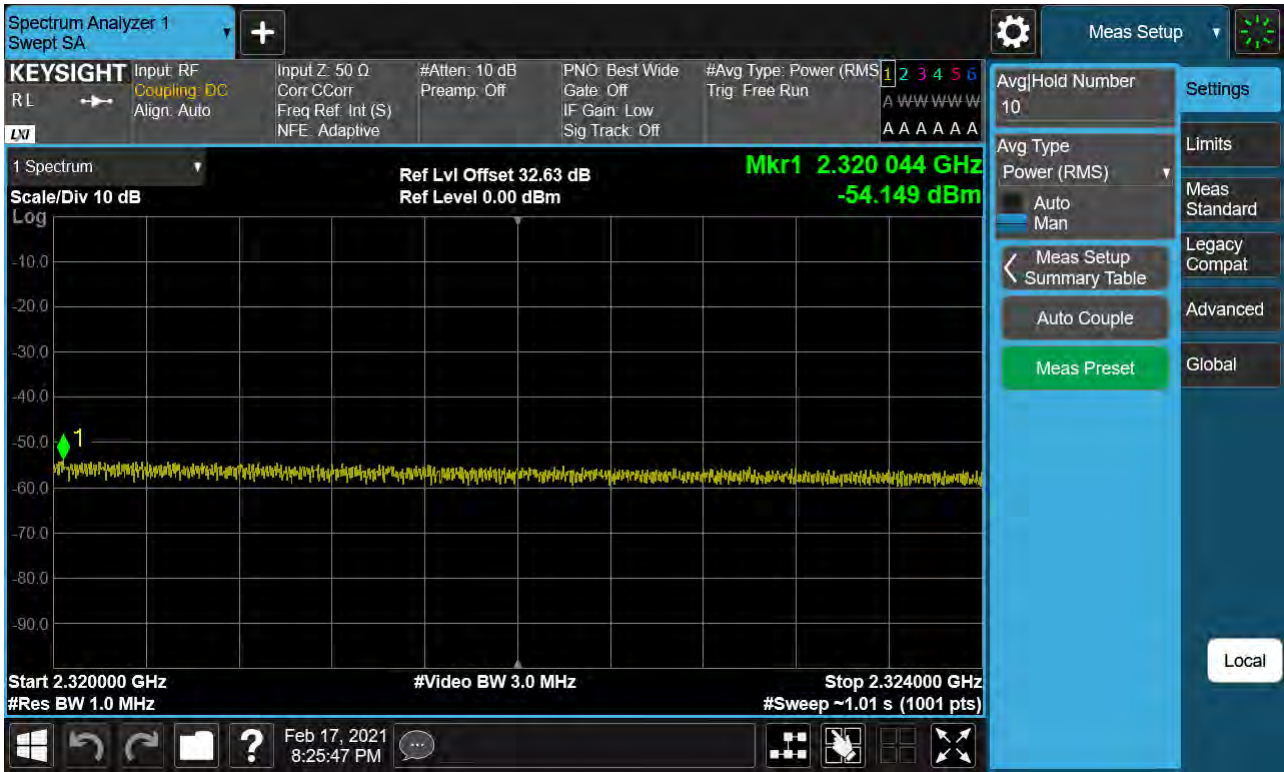 Spectrum Analyzer 1
Swept SA
+
Meas Setup
KEYSIGHT
RL
LXI
Input: RF
Coupling: DC
Align: Auto
Input Z: 50 Ω
Corr CCorr
Freq Ref: Int (S)
NFE: Adaptive
#Atten: 10 dB
Preamp: Off
PNO: Best Wide
Gate: Off
IF Gain: Low
Sig Track: Off
#Avg Type: Power (RMS
Trig: Free Run
1 2 3 4 5 6
A W W W W W
A A A A A A
1 Spectrum
Scale/Div 10 dB
Log
Ref Lvl Offset 32.63 dB
Ref Level 0.00 dBm
Mkr1 2.320 044 GHz
-54.149 dBm
-10.0
-20.0
-30.0
-40.0
-50.0
1
-60.0
-70.0
-80.0
-90.0
Start 2.320000 GHz
#Res BW 1.0 MHz
#Video BW 3.0 MHz
Stop 2.324000 GHz
#Sweep ~1.01 s (1001 pts)
Avg|Hold Number
10
Avg Type
Power (RMS)
Auto
Man
Meas Setup
Summary Table
Auto Couple
Meas Preset
Settings
Limits
Meas
Standard
Legacy
Compat
Advanced
Global
Local
?
Feb 17, 2021
8:25:47 PM